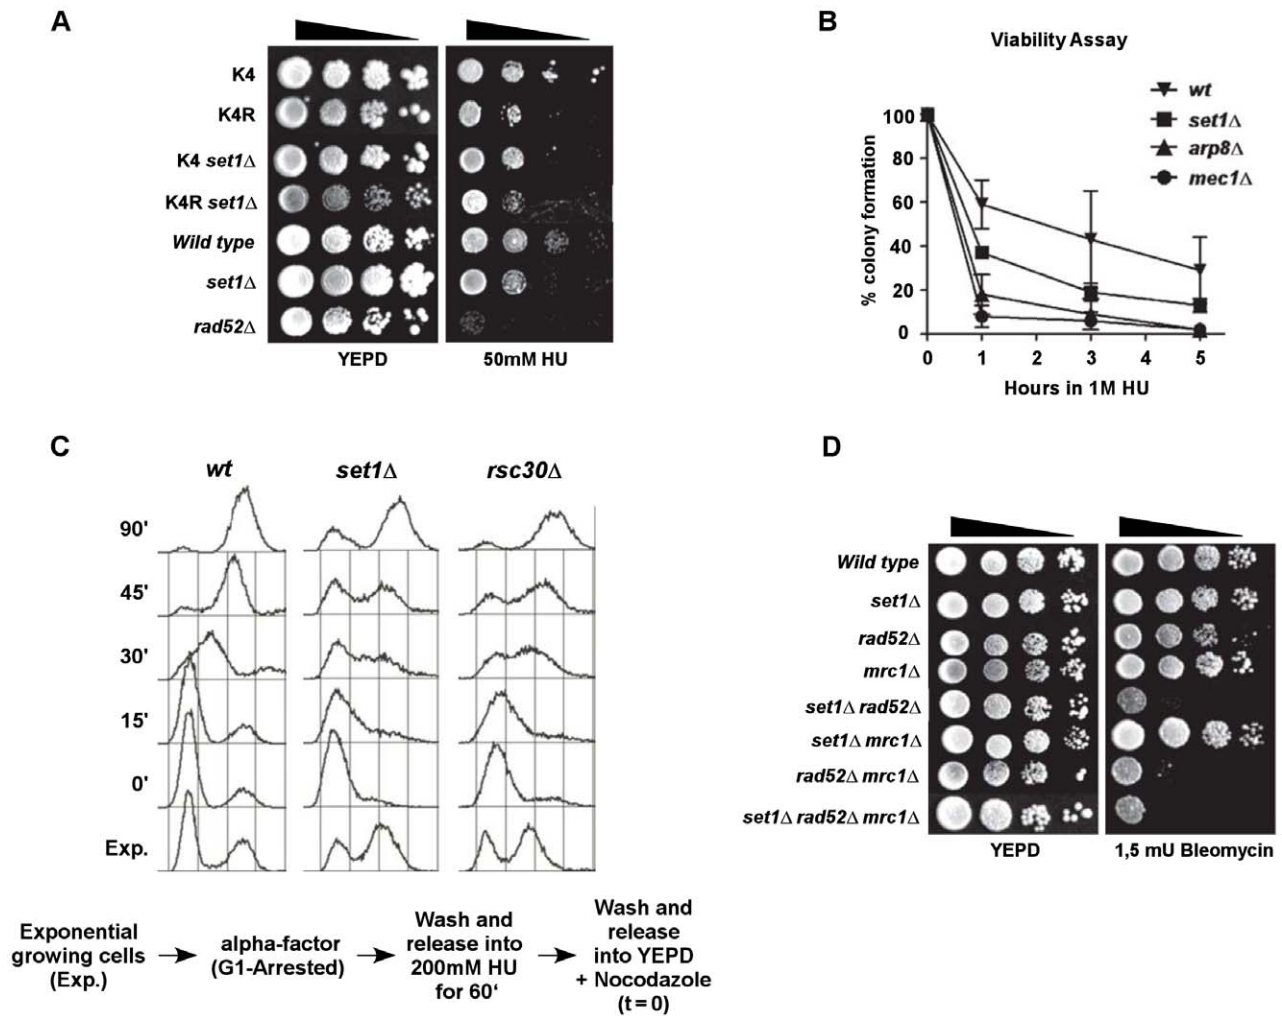 A
K4
K4R
K4 set1Δ
K4R set1Δ
Wild type
set1Δ
rad52Δ
YEPD
50mM HU
B
Viability Assay
wt
set1Δ
arp8Δ
mec1Δ
% colony formation
100
80
60
40
20
0
0 1 2 3 4 5
Hours in 1M HU
C
wt set1Δ rsc30Δ
90'
45'
30'
15'
0'
Exp.
Exponential
growing cells
(Exp.)
alpha-factor
(G1-Arrested)
Wash and
release into
200mM HU
for 60'
Wash and
release
into YEPD
+ Nocodazole
(t = 0)
D
Wild type
set1Δ
rad52Δ
mrc1Δ
set1Δ rad52Δ
set1Δ mrc1Δ
rad52Δ mrc1Δ
set1Δ rad52Δ mrc1Δ
YEPD
1,5 mU Bleomycin